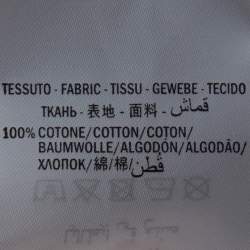 TESSUTO - FABRIC - TISSU - GEWEBE - TECIDO
ТКАНЬ - 表地 - 面料 - قماش
100% COTONE/COTTON/COTON/
BAUMWOLLE/ALGODÓN/ALGODÃO/
ХЛОПОК/綿/棉/قطن